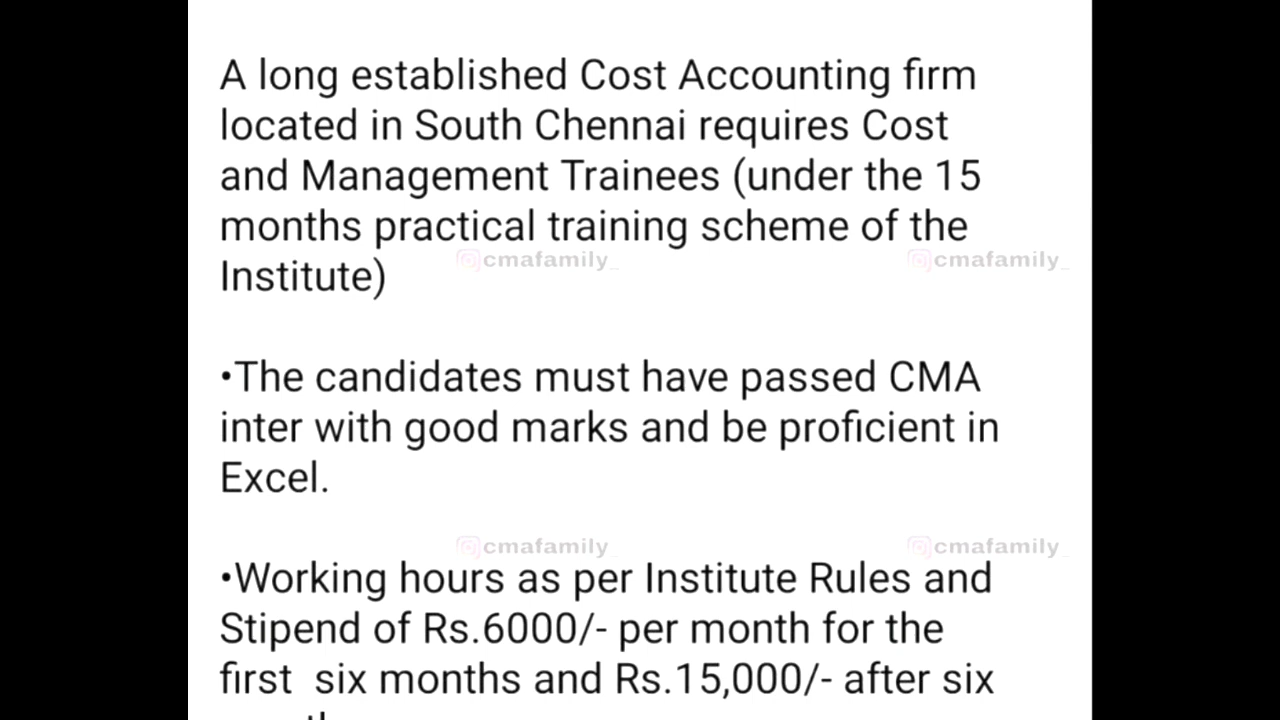 A long established Cost Accounting firm
located in South Chennai requires Cost
and Management Trainees (under the 15
months practical training scheme of the
cmafamily_ cmafamily_
Institute)
•The candidates must have passed CMA
inter with good marks and be proficient in
Excel.
cmafamily_ cmafamily_
•Working hours as per Institute Rules and
Stipend of Rs.6000/- per month for the
first  six months and Rs.15,000/- after six